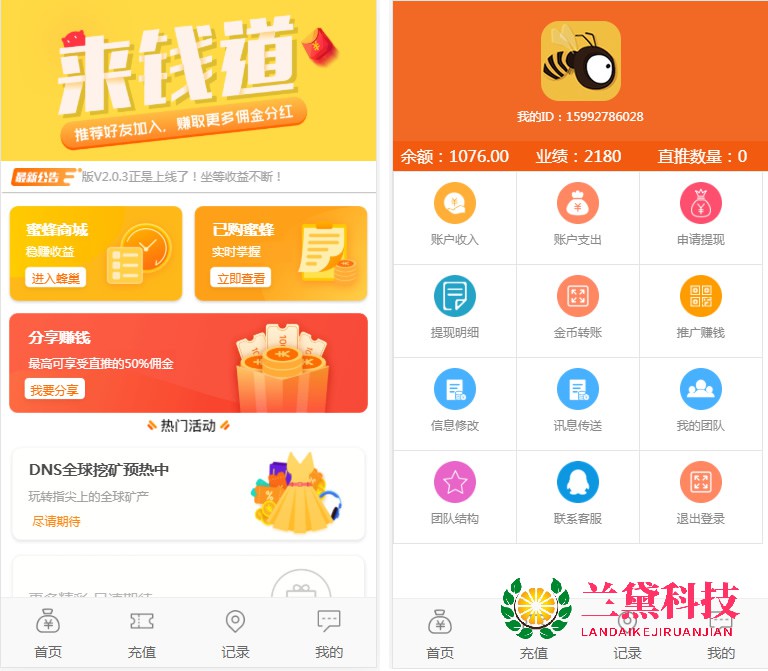 来钱道
推荐好友加入，赚取更多佣金分红
最新公告
版V2.0.3正是上线了！坐等收益不断！
蜜蜂商城
稳赚收益
进入蜂巢
已购蜜蜂
实时掌握
立即查看
分享赚钱
最高可享受直推的50%佣金
我要分享
热门活动
DNS全球挖矿预热中
玩转指尖上的全球矿产
尽请期待
首页
充值
记录
我的
我的ID：15992786028
余额：1076.00 业绩：2180 直推数量：0
账户收入 账户支出 申请提现
提现明细 金币转账 推广赚钱
信息修改 讯息传送 我的团队
团队结构 联系客服 退出登录
兰黛科技
LANDAIKEJIRUANJIAN
首页
充值
记录
我的